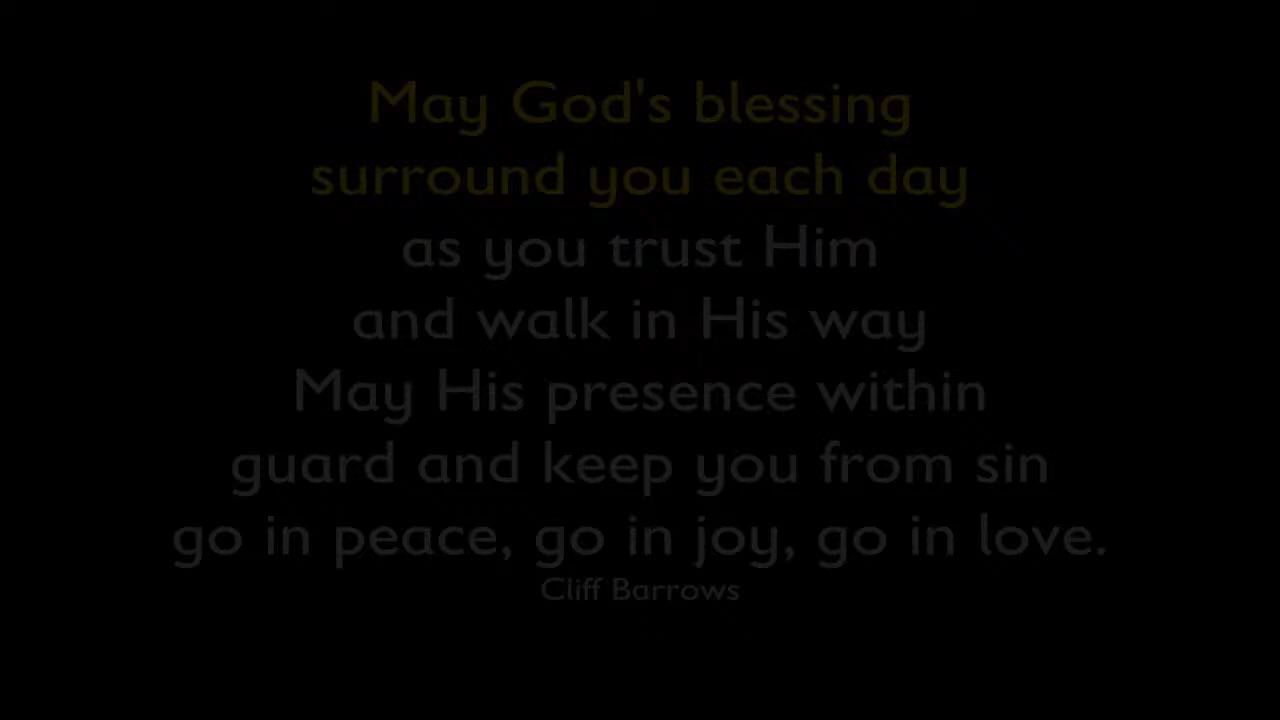 May God's blessing
surround you each day
as you trust Him
and walk in His way
May His presence within
guard and keep you from sin
go in peace, go in joy, go in love.
Cliff Barrows